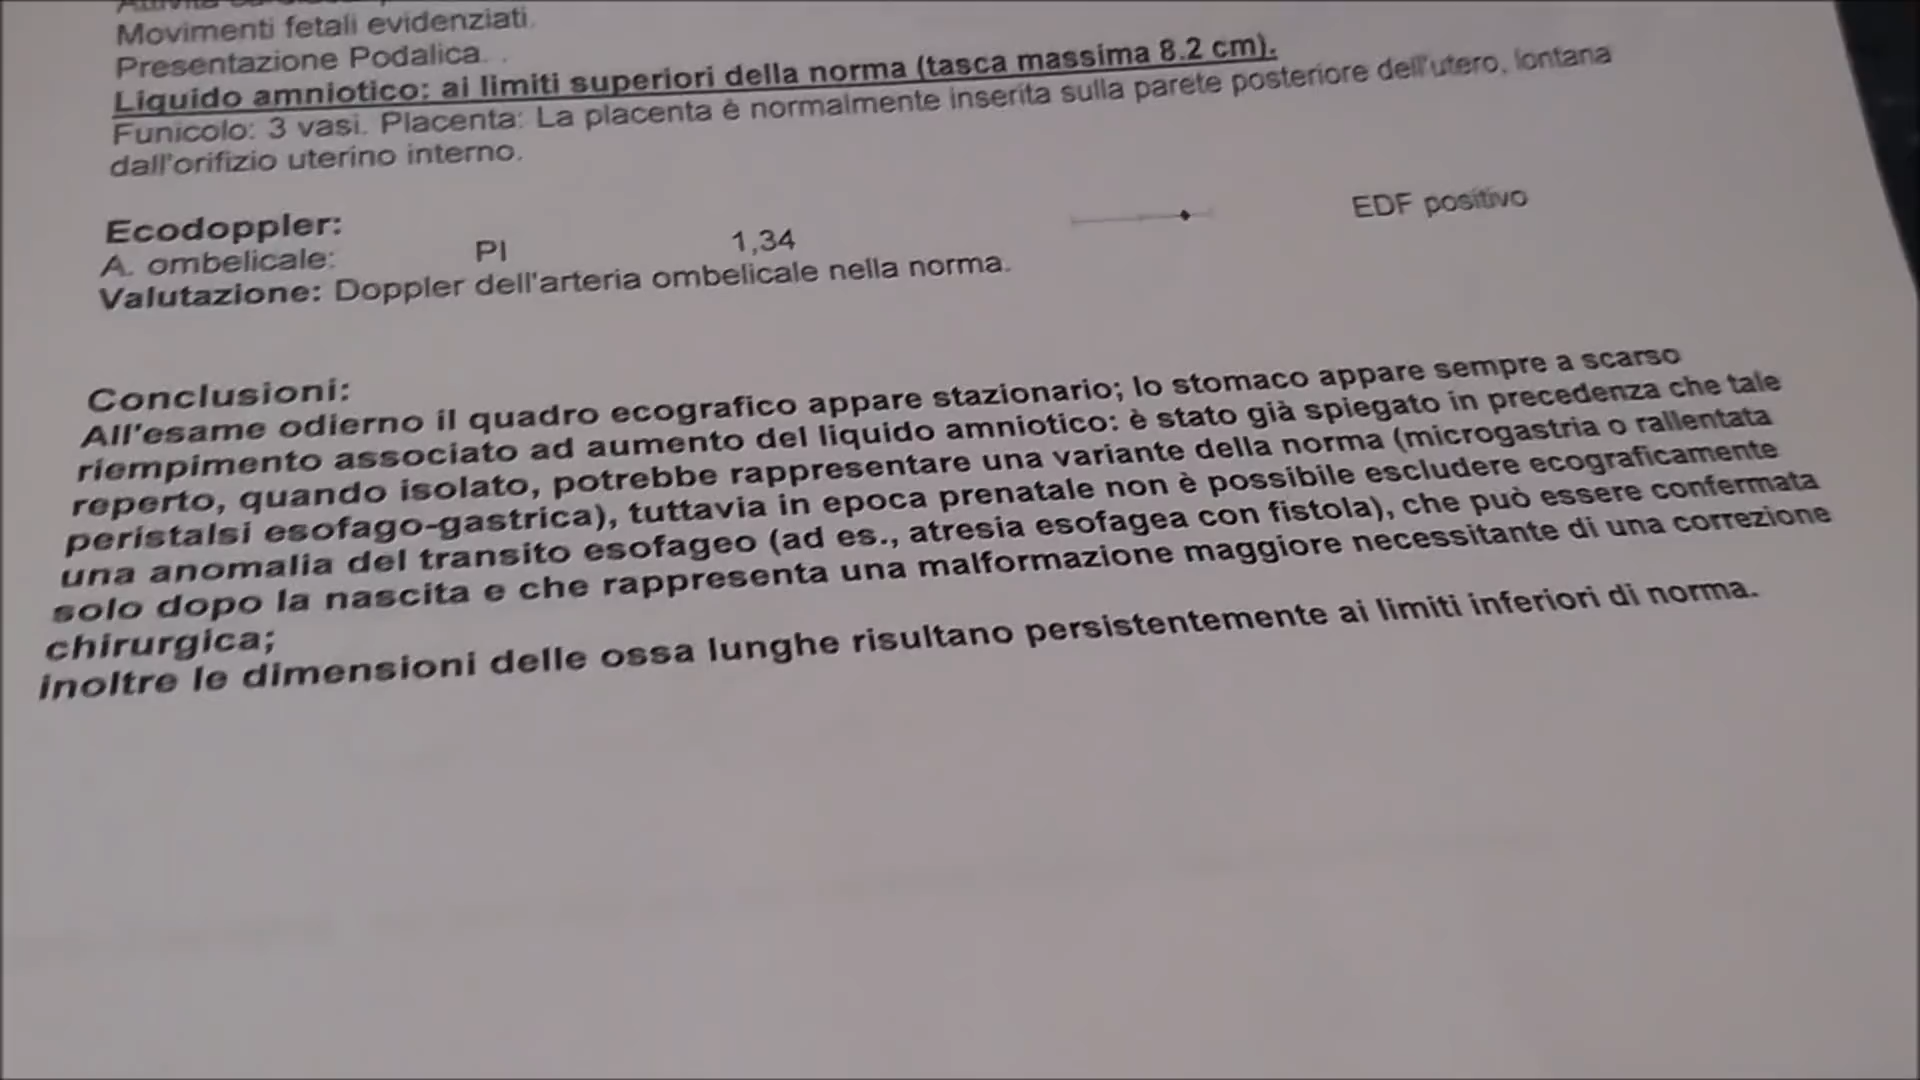 Movimenti fetali evidenziati.
Presentazione Podalica. .
Liquido amniotico: ai limiti superiori della norma (tasca massima 8.2 cm).
Funicolo: 3 vasi. Placenta: La placenta è normalmente inserita sulla parete posteriore dell'utero, lontana
dall'orifizio uterino interno.
Ecodoppler:
A. ombelicale: PI 1,34 EDF positivo
Valutazione: Doppler dell'arteria ombelicale nella norma.
Conclusioni:
All'esame odierno il quadro ecografico appare stazionario; lo stomaco appare sempre a scarso
riempimento associato ad aumento del liquido amniotico: è stato già spiegato in precedenza che tale
reperto, quando isolato, potrebbe rappresentare una variante della norma (microgastria o rallentata
peristalsi esofago-gastrica), tuttavia in epoca prenatale non è possibile escludere ecograficamente
una anomalia del transito esofageo (ad es., atresia esofagea con fistola), che può essere confermata
solo dopo la nascita e che rappresenta una malformazione maggiore necessitante di una correzione
chirurgica;
inoltre le dimensioni delle ossa lunghe risultano persistentemente ai limiti inferiori di norma.